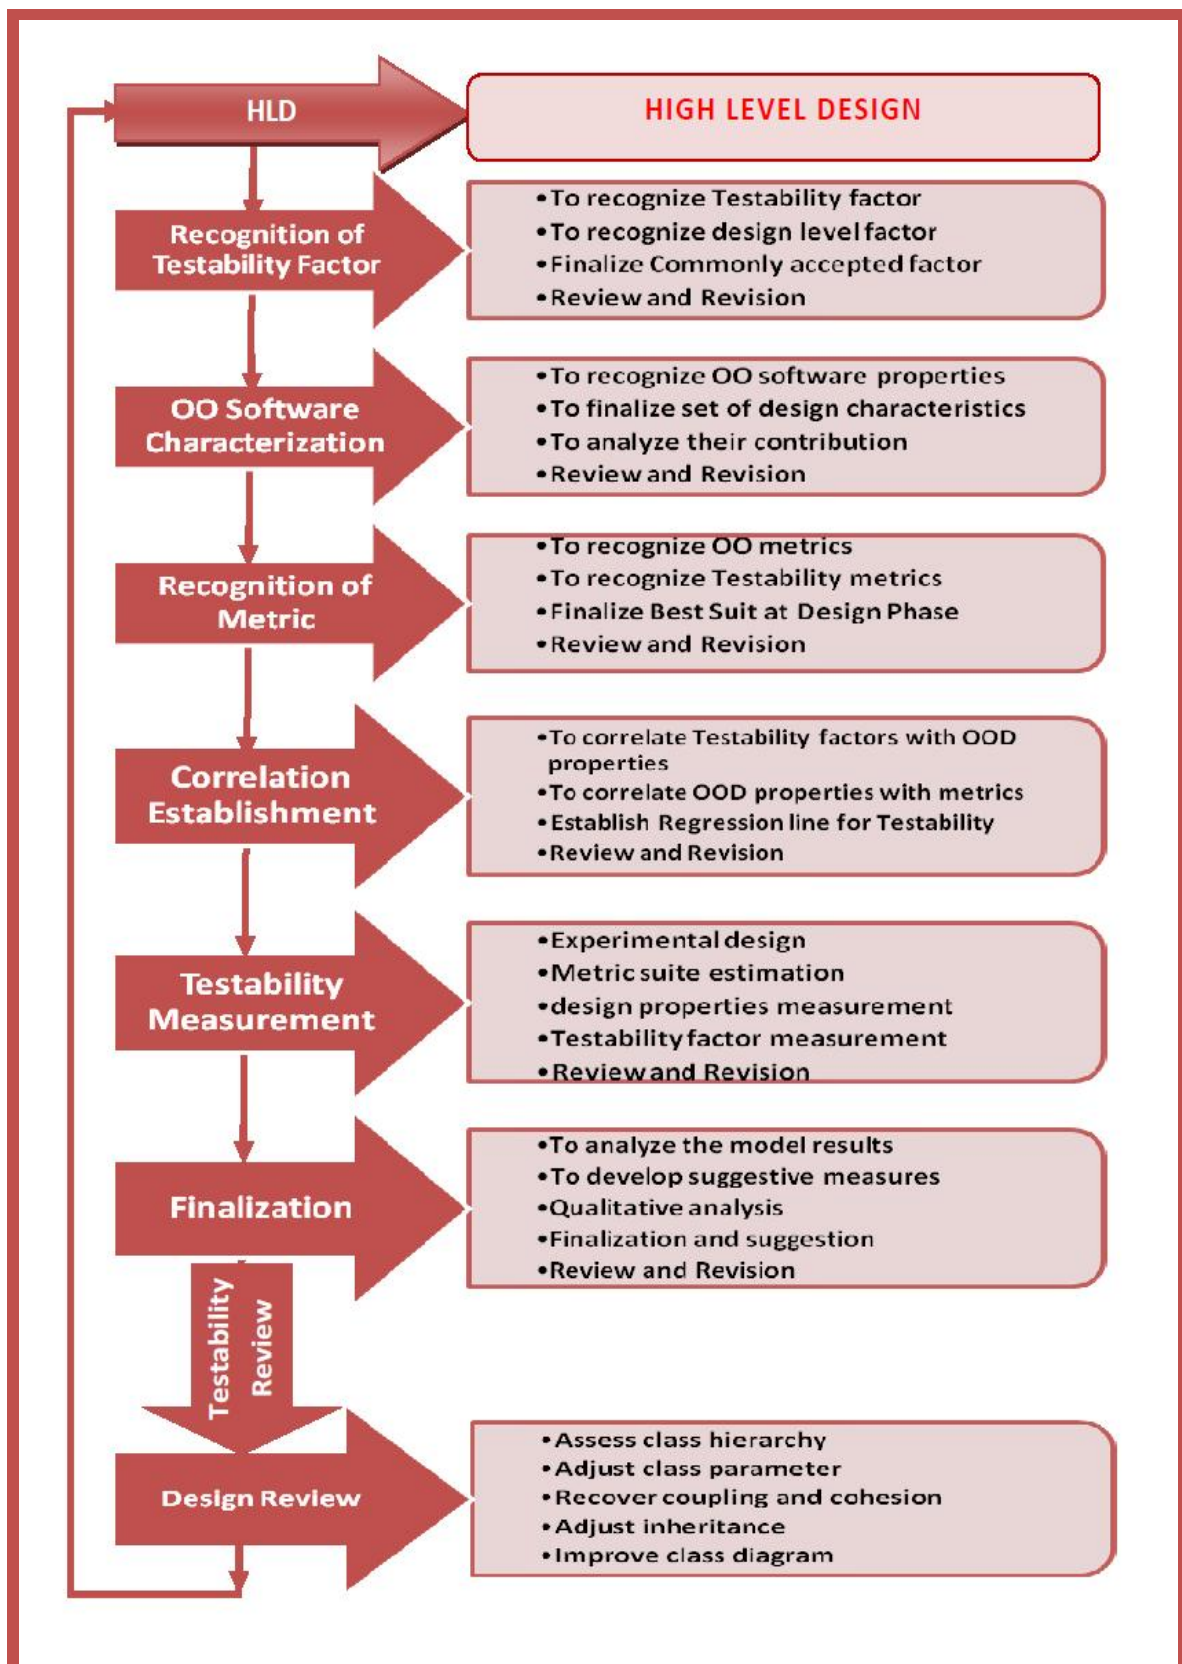 HLD
HIGH LEVEL DESIGN
Recognition of
Testability Factor
•To recognize Testability factor
•To recognize design level factor
•Finalize Commonly accepted factor
•Review and Revision
OO Software
Characterization
•To recognize OO software properties
•To finalize set of design characteristics
•To analyze their contribution
•Review and Revision
Recognition of
Metric
•To recognize OO metrics
•To recognize Testability metrics
•Finalize Best Suit at Design Phase
•Review and Revision
Correlation
Establishment
•To correlate Testability factors with OOD
properties
•To correlate OOD properties with metrics
•Establish Regression line for Testability
•Review and Revision
Testability
Measurement
•Experimental design
•Metric suite estimation
•design properties measurement
•Testability factor measurement
•Review and Revision
Finalization
•To analyze the model results
•To develop suggestive measures
•Qualitative analysis
•Finalization and suggestion
•Review and Revision
Testability
Review
Design Review
•Assess class hierarchy
•Adjust class parameter
•Recover coupling and cohesion
•Adjust inheritance
•Improve class diagram